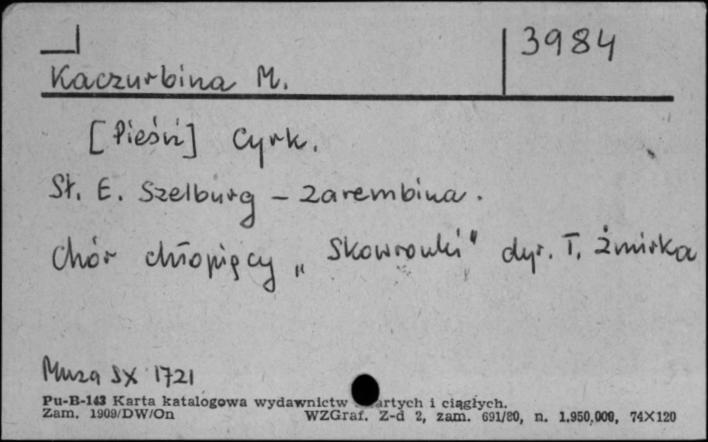 3984
Kaczurbina M.
[Pieśń] Cyrk.
Sł. E. Szelburg - Zarembina.
Chór chłopięcy „Skowronki" dyr. T. Żmirka
Muza SX 1721
Pu-B-143 Karta katalogowa wydawnictw artych i ciągłych.
Zam. 1909/DW/On WZGraf. Z-d 2, zam. 691/80, n. 1.950,000, 74X120